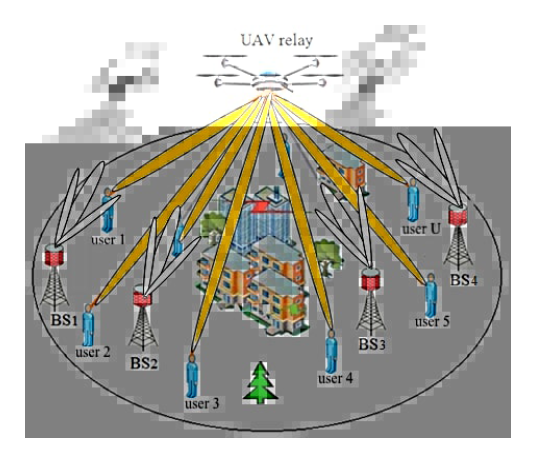 UAV relay
user 1
user U
BS4
BS1
user 2
BS2
user 5
BS3
user 4
user 3